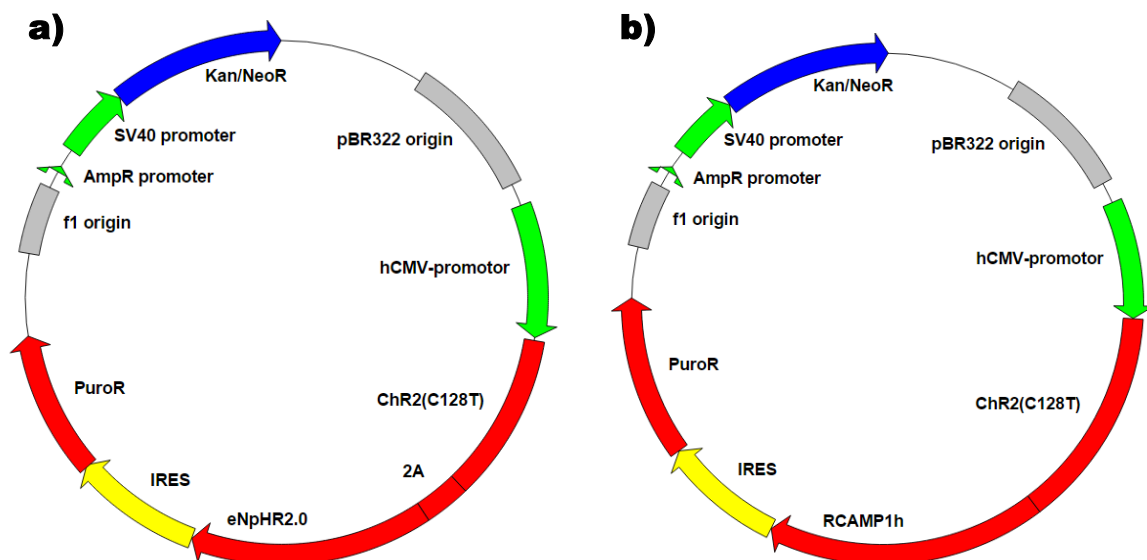 a)
Kan/NeoR
SV40 promoter
pBR322 origin
AmpR promoter
f1 origin
hCMV-promotor
PuroR
ChR2(C128T)
2A
IRES
eNpHR2.0
b)
Kan/NeoR
SV40 promoter
pBR322 origin
AmpR promoter
f1 origin
hCMV-promotor
PuroR
ChR2(C128T)
IRES
RCAMP1h